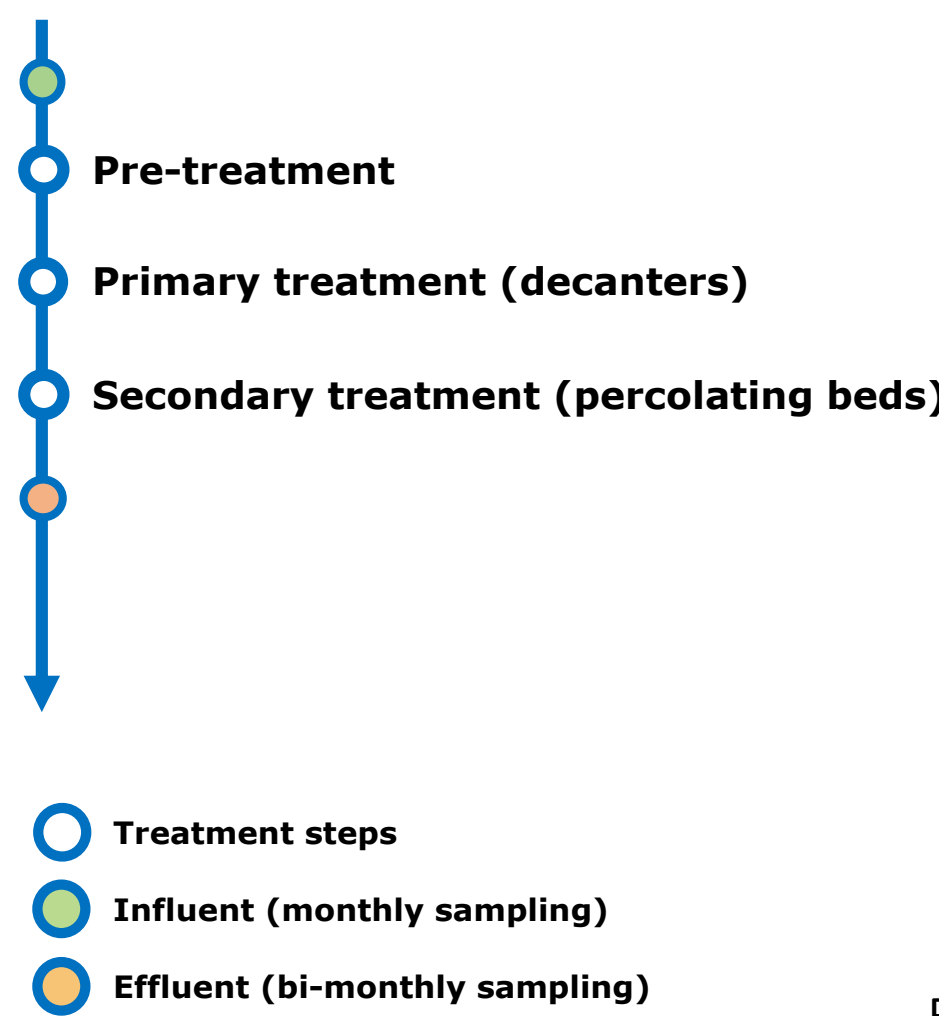 Pre-treatment
Primary treatment (decanters)
Secondary treatment (percolating beds)
Treatment steps
Influent (monthly sampling)
Effluent (bi-monthly sampling)